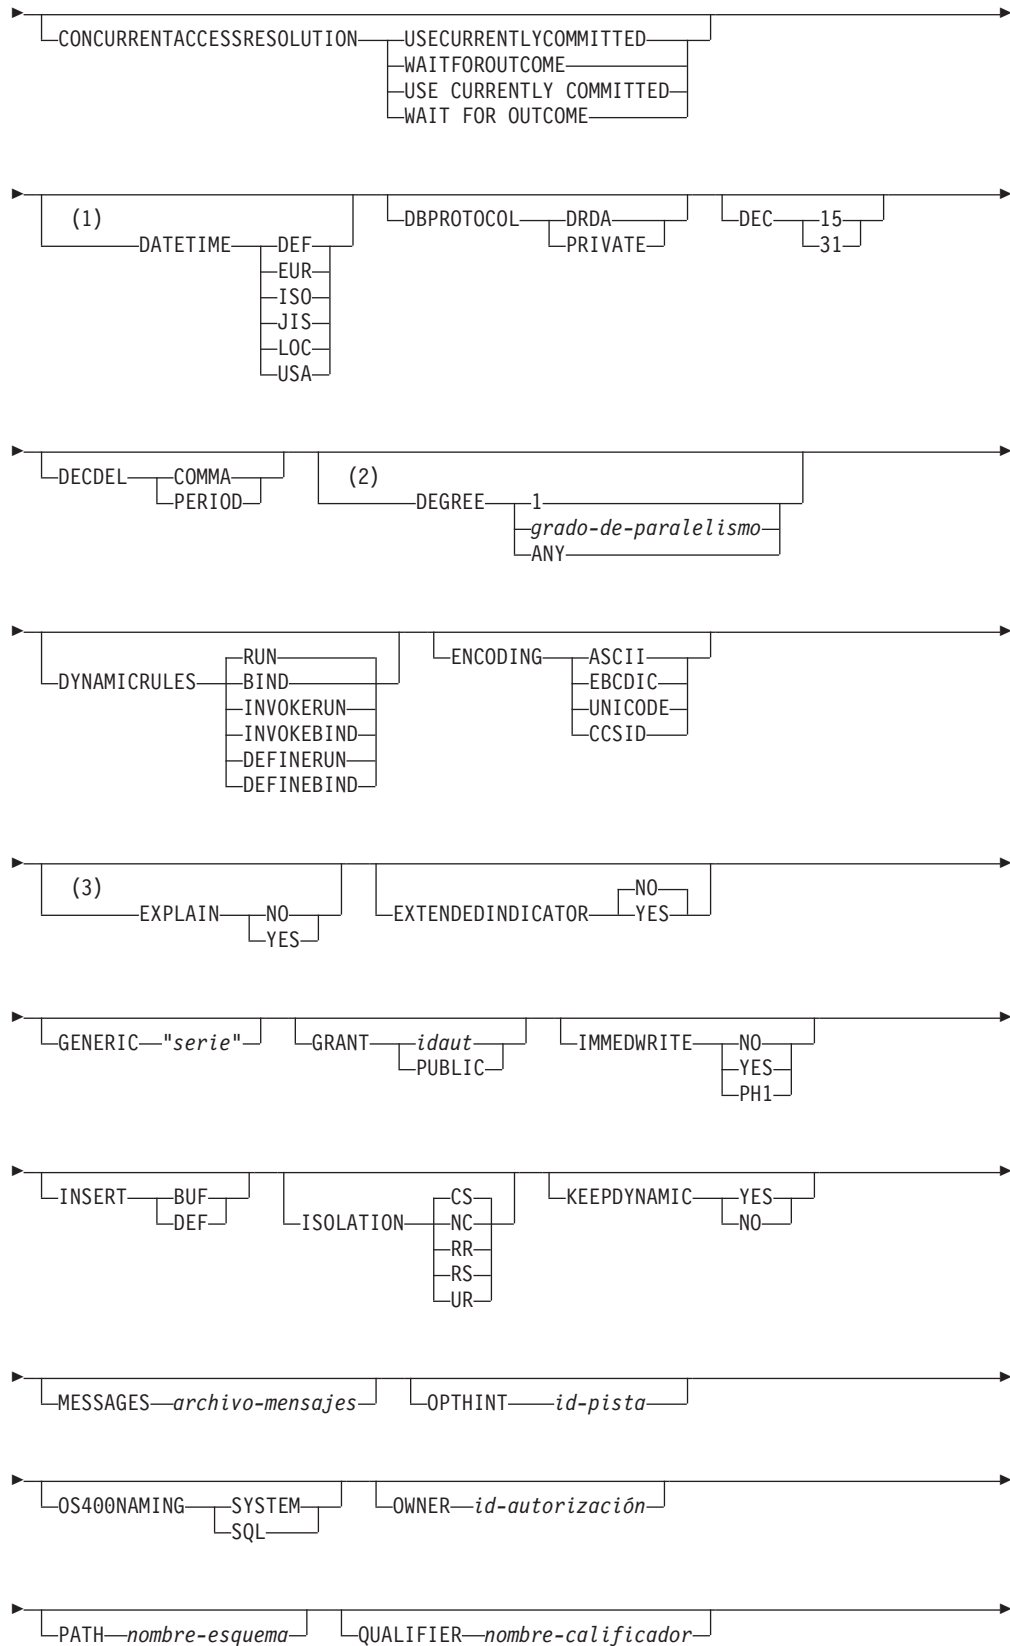 CONCURRENTACCESSRESOLUTION USECURRENTLYCOMMITTED
WAITFOROUTCOME
USE CURRENTLY COMMITTED
WAIT FOR OUTCOME
(1)
DATETIME DEF
EUR
ISO
JIS
LOC
USA
DBPROTOCOL DRDA
PRIVATE
DEC 15
31
DECDEL COMMA
PERIOD
(2)
DEGREE 1
grado-de-paralelismo
ANY
DYNAMICRULES RUN
BIND
INVOKERUN
INVOKEBIND
DEFINERUN
DEFINEBIND
ENCODING ASCII
EBCDIC
UNICODE
CCSID
(3)
EXPLAIN NO
YES
EXTENDEDINDICATOR NO
YES
GENERIC "serie"
GRANT idaut
PUBLIC
IMMEDWRITE NO
YES
PH1
INSERT BUF
DEF
ISOLATION CS
NC
RR
RS
UR
KEEPDYNAMIC YES
NO
MESSAGES archivo-mensajes
OPTHINT id-pista
OS400NAMING SYSTEM
SQL
OWNER id-autorización
PATH nombre-esquema
QUALIFIER nombre-calificador